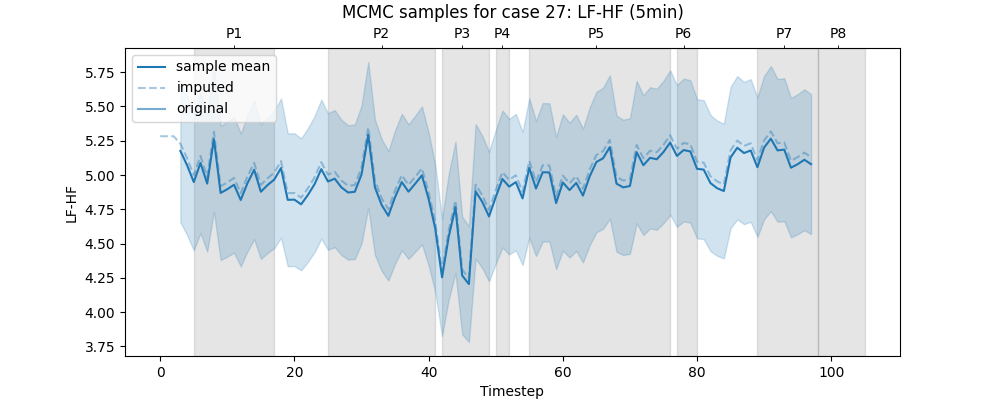 MCMC samples for case 27: LF-HF (5min)
P1 P2 P3 P4 P5 P6 P7 P8
sample mean
imputed
original
5.75
5.50
5.25
5.00
4.75
4.50
4.25
4.00
3.75
LF-HF
0 20 40 60 80 100
Timestep